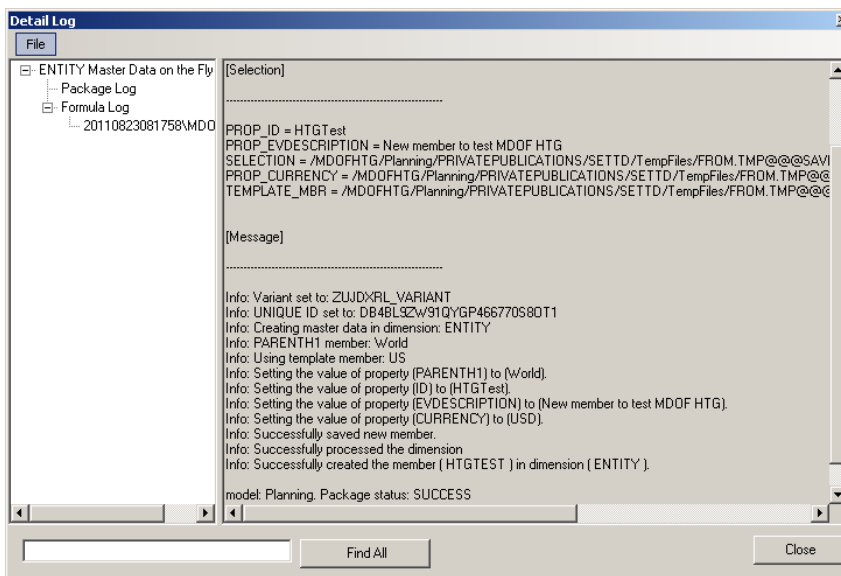 Detail Log
File
ENTITY Master Data on the Fly
Package Log
Formula Log
20110823081758\MDO
[Selection]
--------------------------------------------------------------
PROP_ID = HTGTest
PROP_EVDESCRIPTION = New member to test MDOF HTG
SELECTION = /MDOFHTG/Planning/PRIVATEPUBLICATIONS/SETTD/TempFiles/FROM.TMP@@@SAVI
PROP_CURRENCY = /MDOFHTG/Planning/PRIVATEPUBLICATIONS/SETTD/TempFiles/FROM.TMP@@
TEMPLATE_MBR = /MDOFHTG/Planning/PRIVATEPUBLICATIONS/SETTD/TempFiles/FROM.TMP@@@
[Message]
--------------------------------------------------------------
Info: Variant set to: ZUJDXRL_VARIANT
Info: UNIQUE ID set to: DB4BL9ZW91QYGP466770S8OT1
Info: Creating master data in dimension: ENTITY
Info: PARENTH1 member: World
Info: Using template member: US
Info: Setting the value of property (PARENTH1) to (World).
Info: Setting the value of property (ID) to (HTGTest).
Info: Setting the value of property (EVDESCRIPTION) to (New member to test MDOF HTG).
Info: Setting the value of property (CURRENCY) to (USD).
Info: Successfully saved new member.
Info: Successfully processed the dimension
Info: Successfully created the member ( HTGTEST ) in dimension ( ENTITY ).
model: Planning. Package status: SUCCESS
Find All
Close